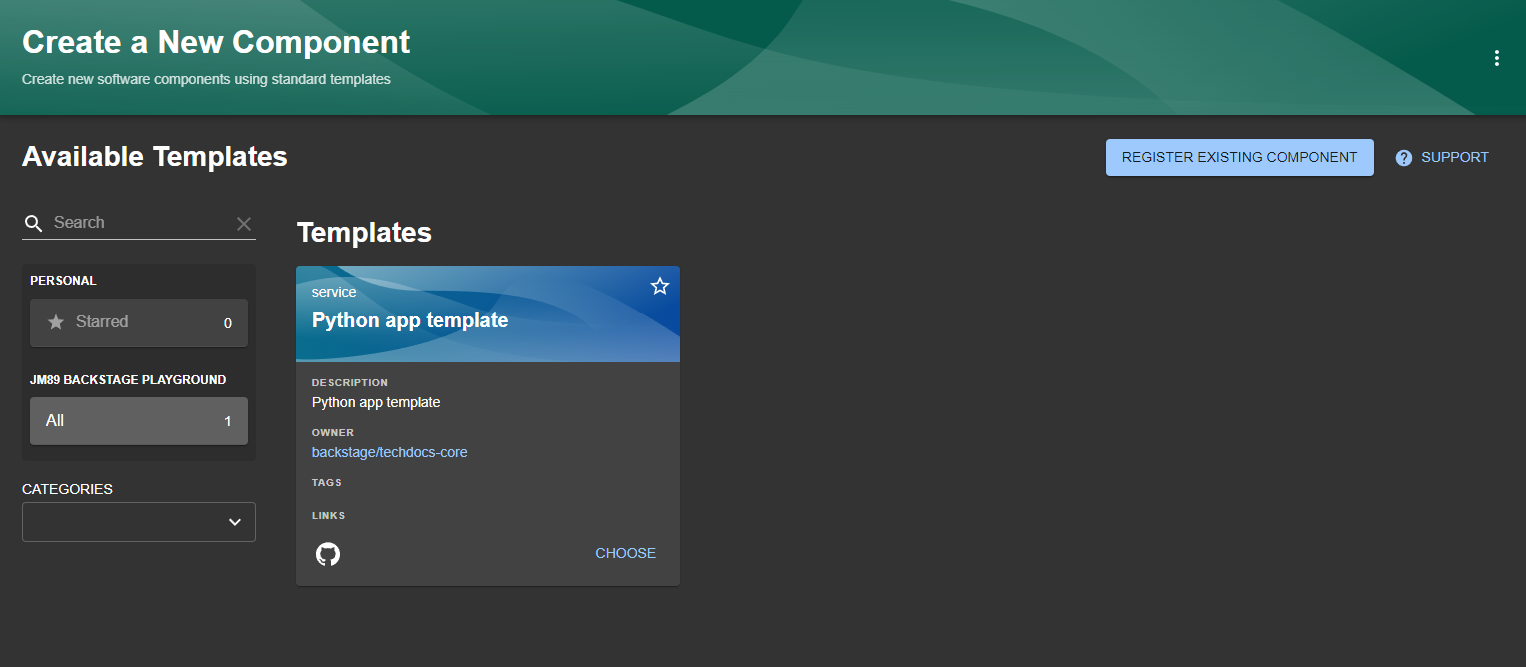 Create a New Component
Create new software components using standard templates
Available Templates
REGISTER EXISTING COMPONENT
SUPPORT
Search
PERSONAL
Starred 0
JM89 BACKSTAGE PLAYGROUND
All 1
CATEGORIES
Templates
service
Python app template
DESCRIPTION
Python app template
OWNER
backstage/techdocs-core
TAGS
LINKS
CHOOSE